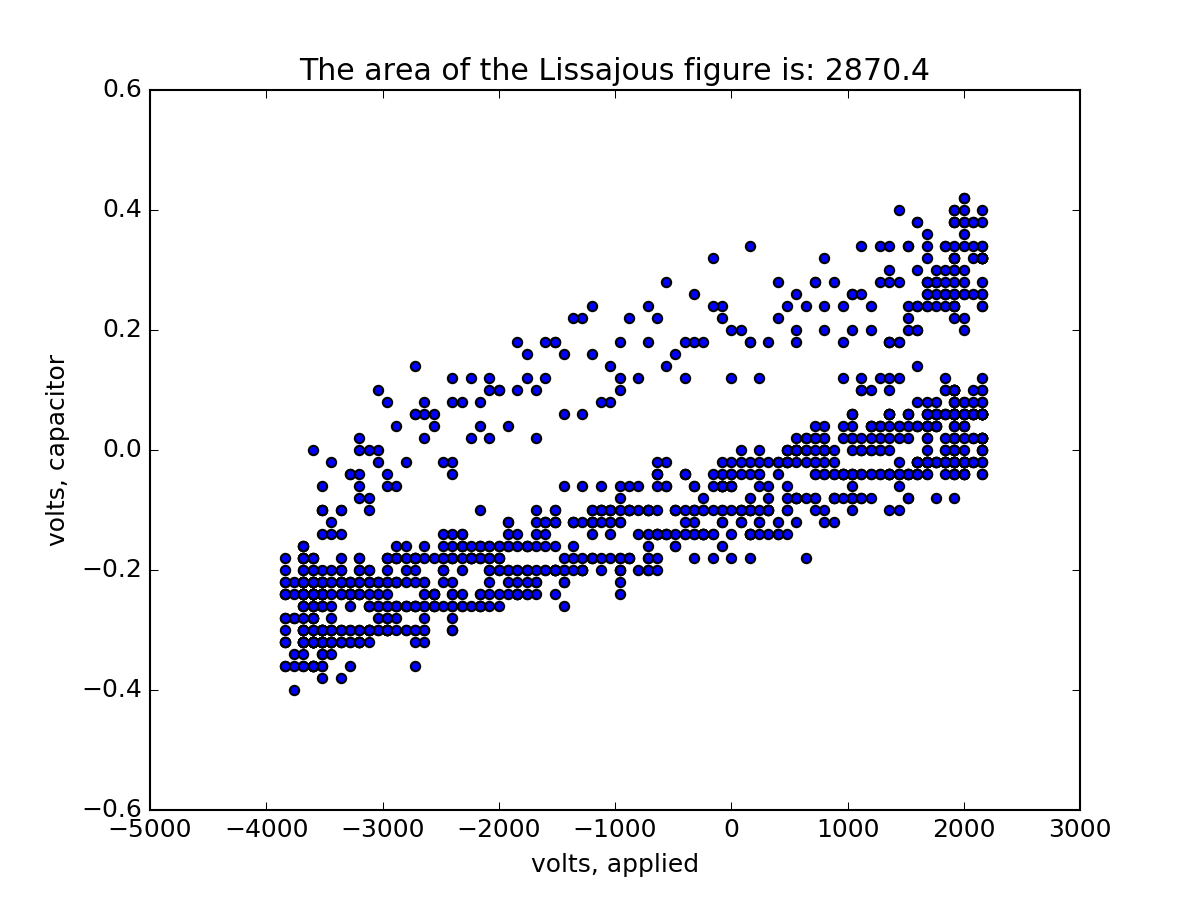 The area of the Lissajous figure is: 2870.4
0.6
0.4
0.2
0.0
−0.2
−0.4
−0.6
−5000 −4000 −3000 −2000 −1000 0 1000 2000 3000
volts, capacitor
volts, applied